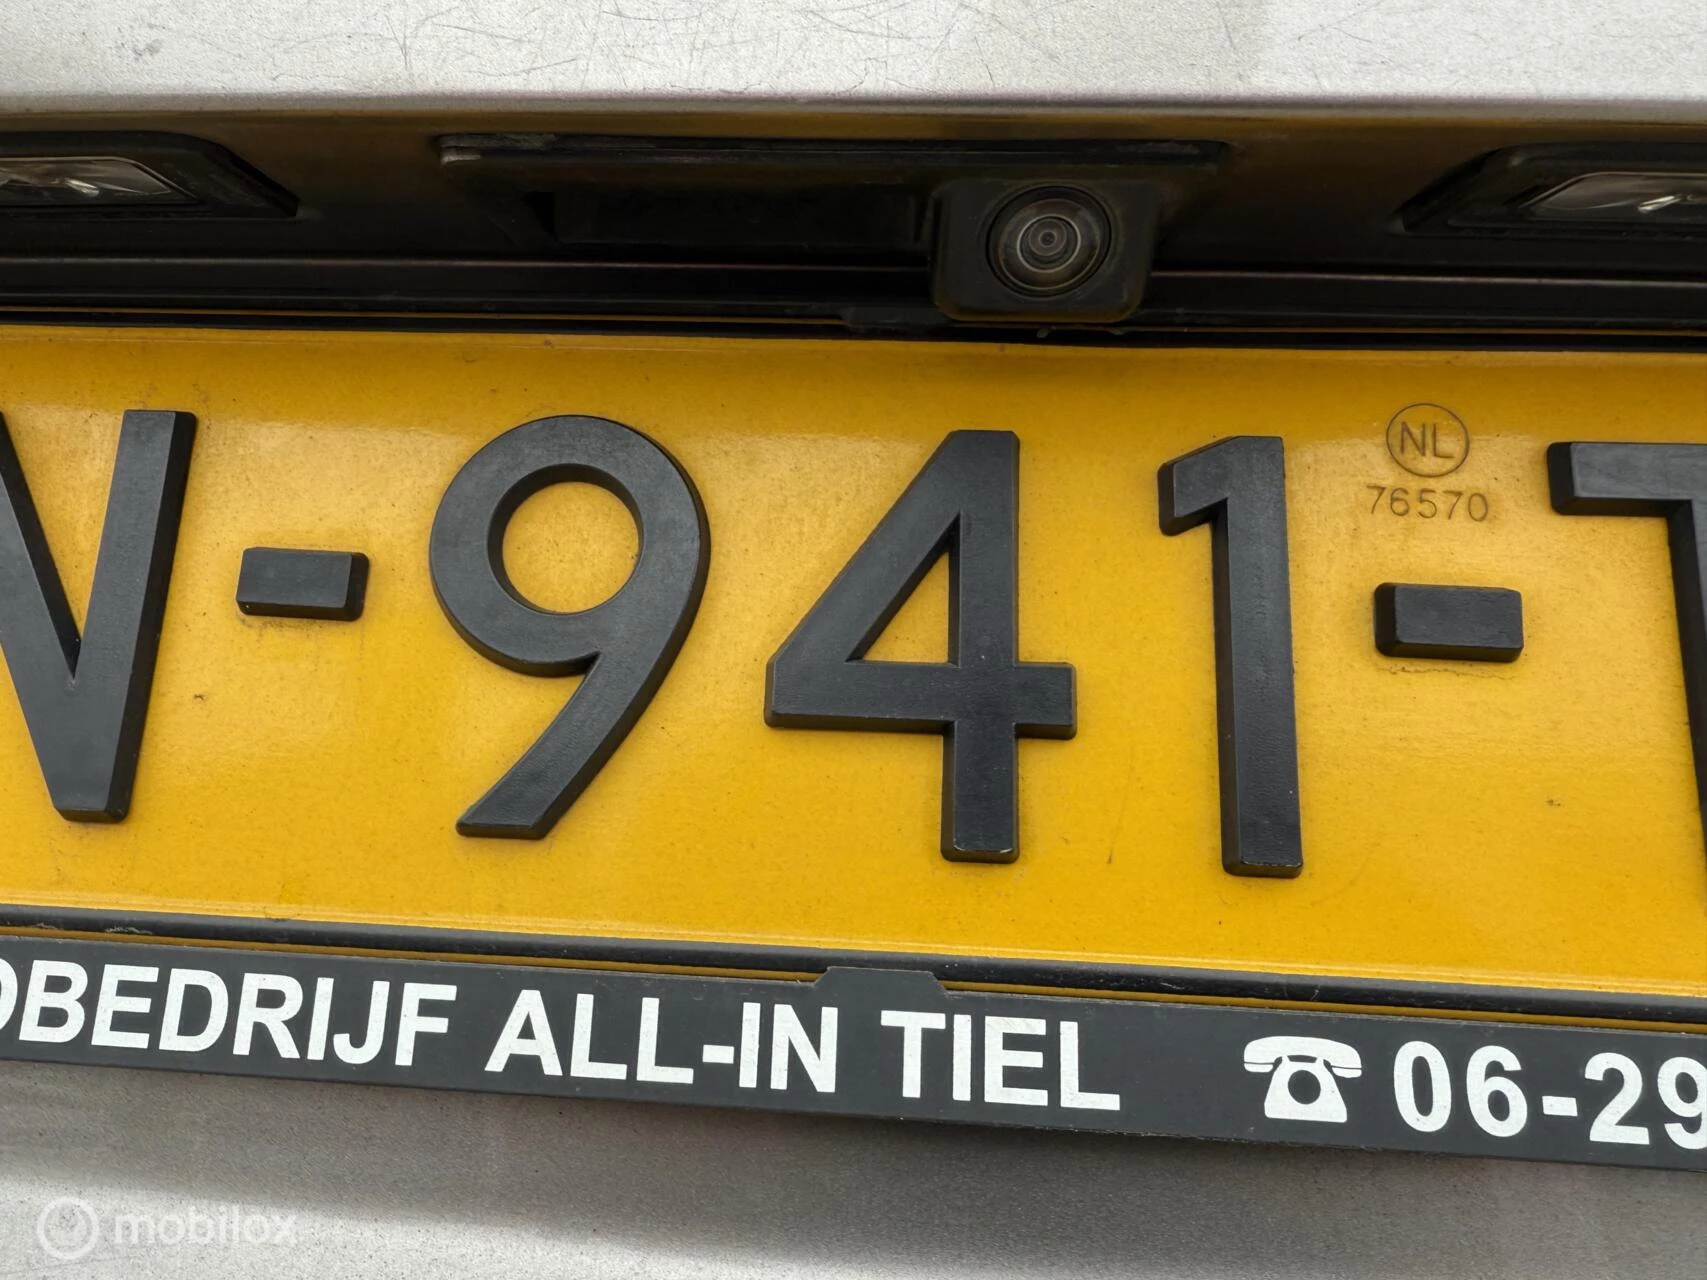 NL
76570
N-941-T
OBEDRIJF ALL-IN TIEL ☎ 06-29
mobilox